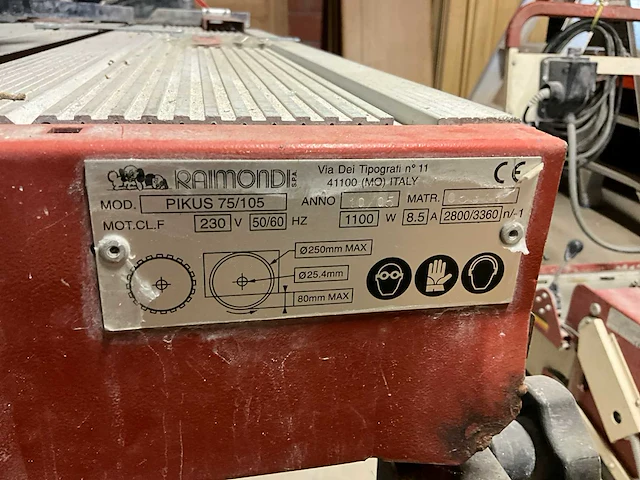 RAIMONDI S.P.A. Via Dei Tipografi n° 11
41100 (MO) ITALY CE
MOD. PIKUS 75/105 ANNO MATR.
MOT.CL.F 230 V 50/60 HZ 1100 W 8.5 A 2800/3360 n/-1
Ø250mm MAX
Ø25.4mm
80mm MAX